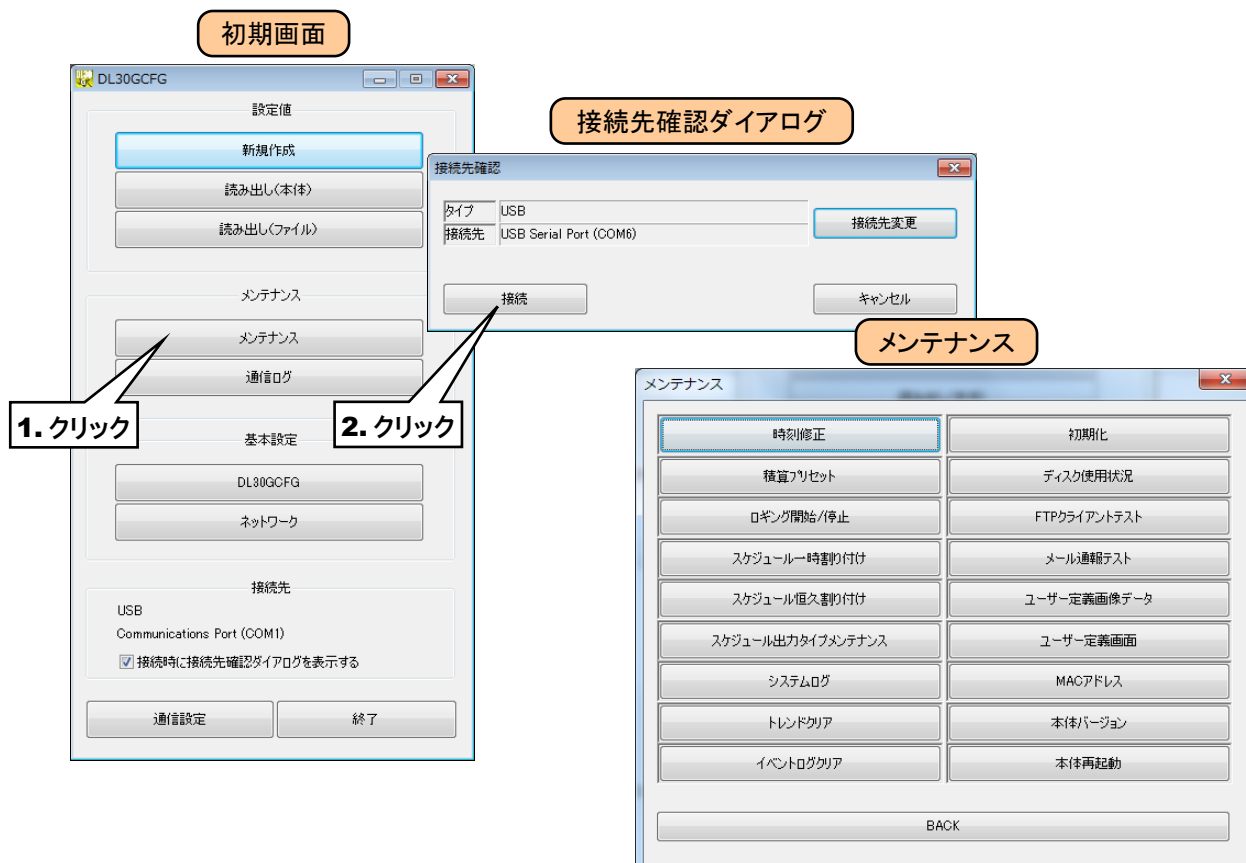 初期画面
DL30GCFG
設定値
新規作成
読み出し(本体)
読み出し(ファイル)
メンテナンス
メンテナンス
通信ログ
1. クリック
基本設定
DL30GCFG
ネットワーク
接続先
USB
Communications Port (COM1)
接続時に接続先確認ダイアログを表示する
通信設定
終了
接続先確認ダイアログ
接続先確認
タイプ USB
接続先 USB Serial Port (COM6)
接続先変更
接続
キャンセル
2. クリック
メンテナンス
メンテナンス
時刻修正 初期化
積算プリセット ディスク使用状況
ロギング開始/停止 FTPクライアントテスト
スケジュール一時割り付け メール通報テスト
スケジュール恒久割り付け ユーザー定義画像データ
スケジュール出力タイプメンテナンス ユーザー定義画面
システムログ MACアドレス
トレンドクリア 本体バージョン
イベントログクリア 本体再起動
BACK